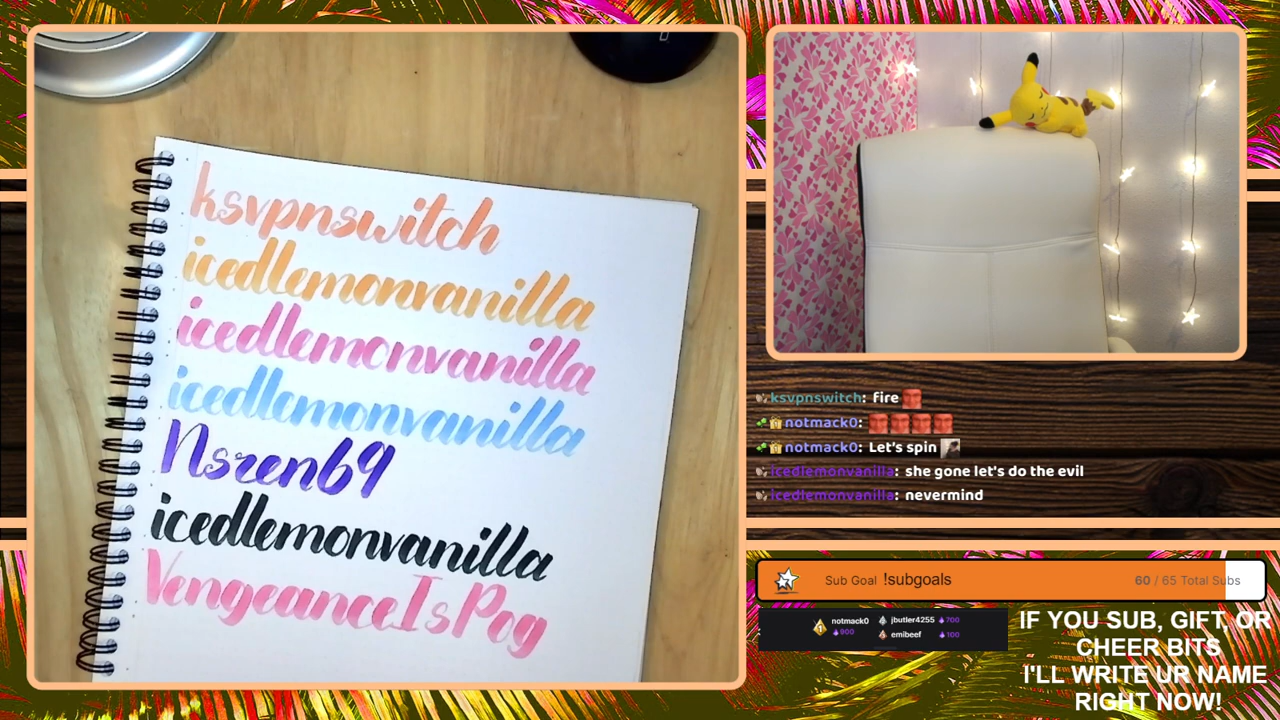 ksvpnswitch
icedlemonvanilla
icedlemonvanilla
icedlemonvanilla
Nsren69
icedlemonvanilla
VengeanceIsPog
ksvpnswitch: fire
notmack0:
notmack0: Let's spin
icedlemonvanilla: she gone let's do the evil
icedlemonvanilla: nevermind
Sub Goal !subgoals 60 / 65 Total Subs
1 notmack0 900
jbutler4255 700
emibeef 100
IF YOU SUB, GIFT, OR
CHEER BITS
I'LL WRITE UR NAME
RIGHT NOW!